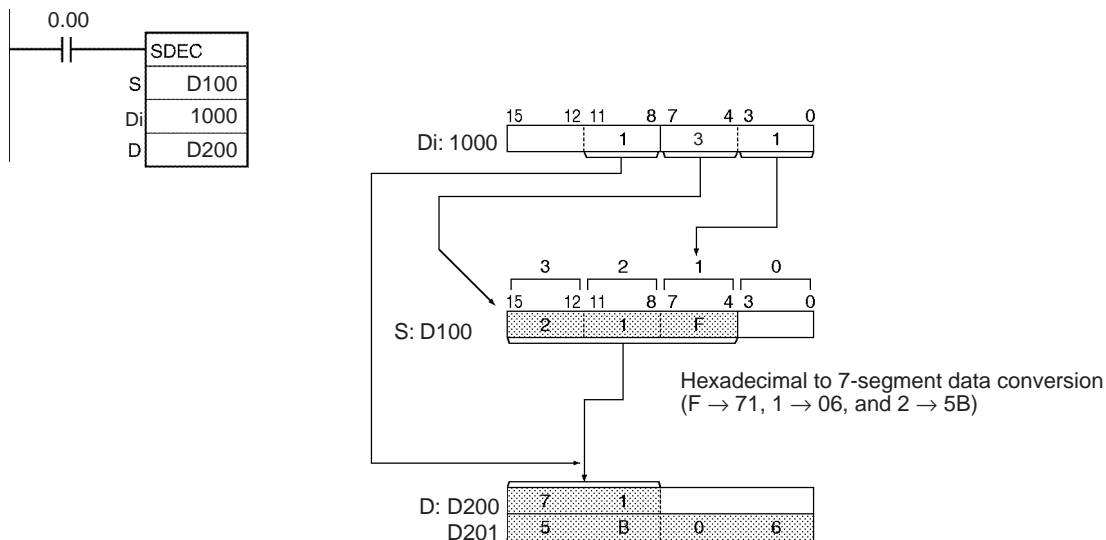 0.00
SDEC
S D100
Di 1000
D D200
15 12 11 8 7 4 3 0
Di: 1000 1 3 1
3 2 1 0
15 12 11 8 7 4 3 0
S: D100 2 1 F
Hexadecimal to 7-segment data conversion
(F → 71, 1 → 06, and 2 → 5B)
D: D200 7 1
D201 5 B 0 6